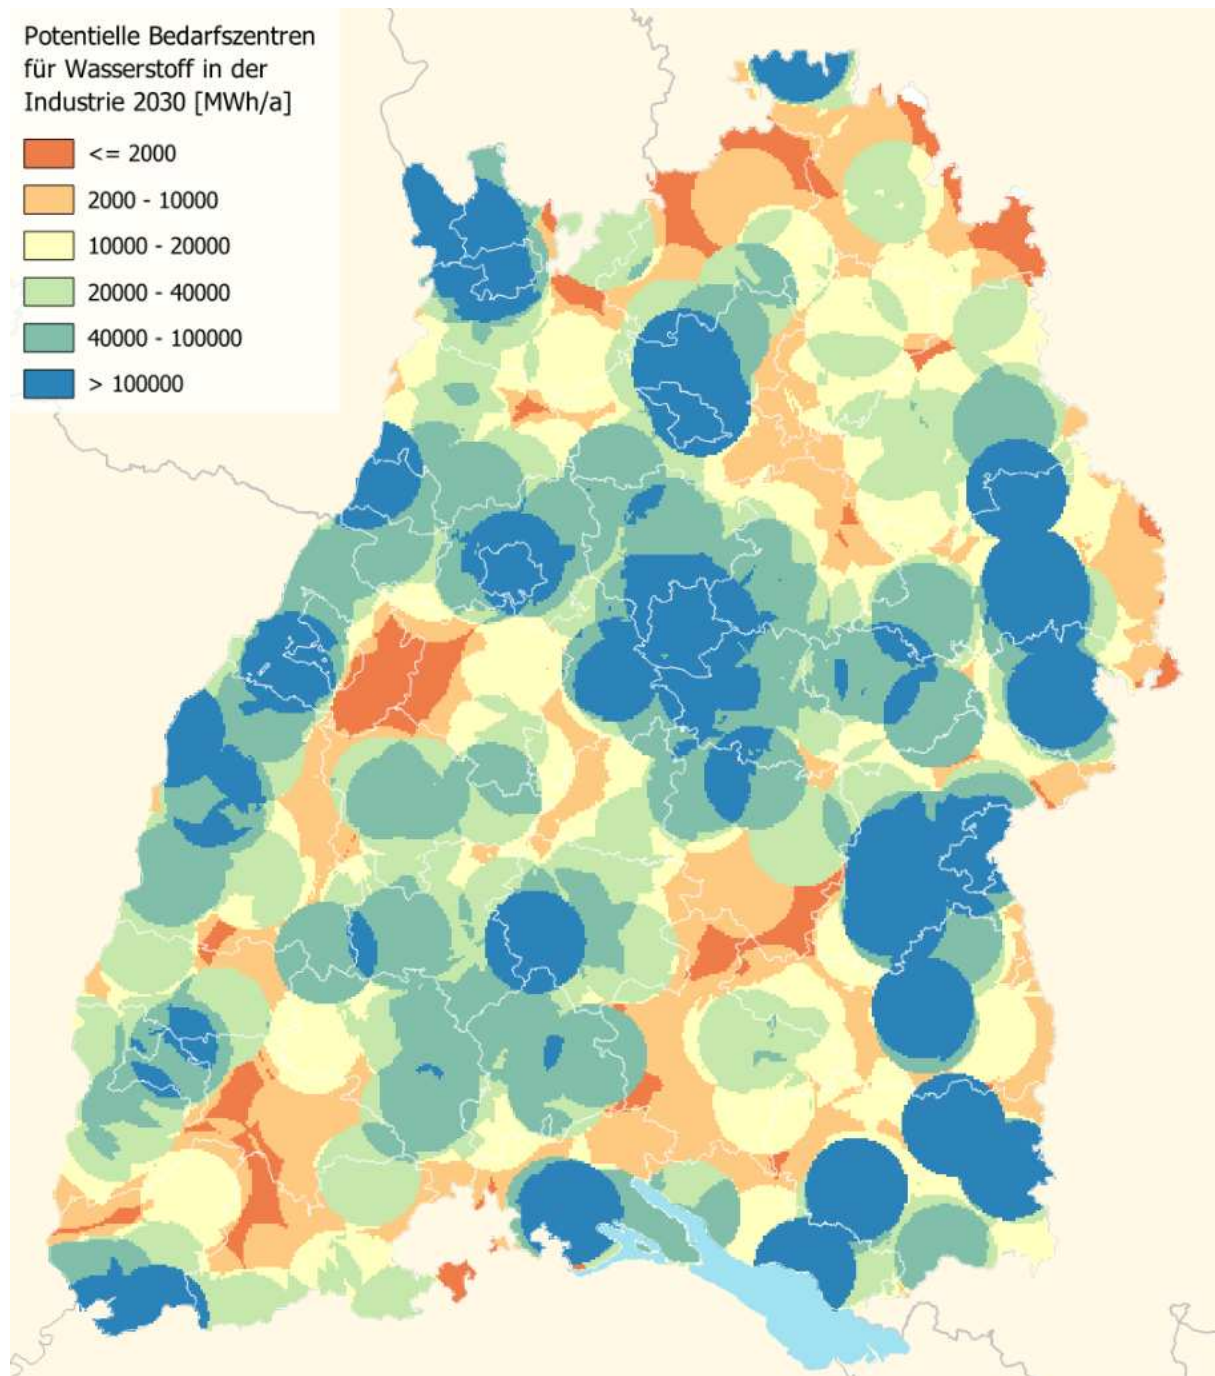 Potentielle Bedarfszentren
für Wasserstoff in der
Industrie 2030 [MWh/a]
<= 2000
2000 - 10000
10000 - 20000
20000 - 40000
40000 - 100000
> 100000